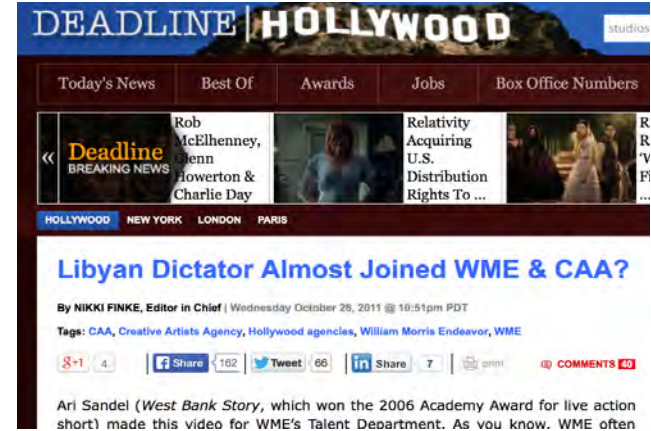 DEADLINE | HOLLYWOOD
studios
Today's News Best Of Awards Jobs Box Office Numbers
« Deadline
BREAKING NEWS
Rob
McElhenney,
Glenn
Howerton &
Charlie Day
Relativity
Acquiring
U.S.
Distribution
Rights To ...
HOLLYWOOD NEW YORK LONDON PARIS
Libyan Dictator Almost Joined WME & CAA?
By NIKKI FINKE, Editor in Chief | Wednesday October 26, 2011 @ 10:51pm PDT
Tags: CAA, Creative Artists Agency, Hollywood agencies, William Morris Endeavor, WME
g+1 4 f Share 162 Tweet 66 in Share 7 print COMMENTS 40
Ari Sandel (West Bank Story, which won the 2006 Academy Award for live action
short) made this video for WME's Talent Department. As you know, WME often